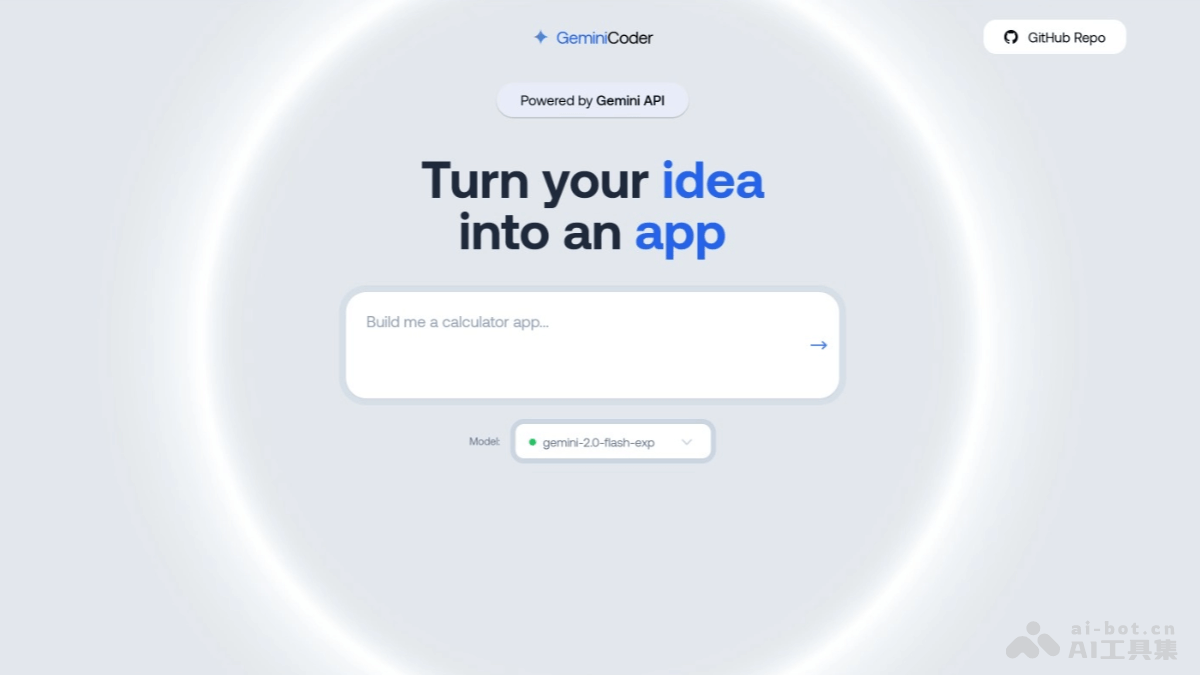 GeminiCoder
GitHub Repo
Powered by Gemini API
Turn your idea
into an app
Build me a calculator app...
Model:
gemini-2.0-flash-exp
ai-bot.cn
AI工具集